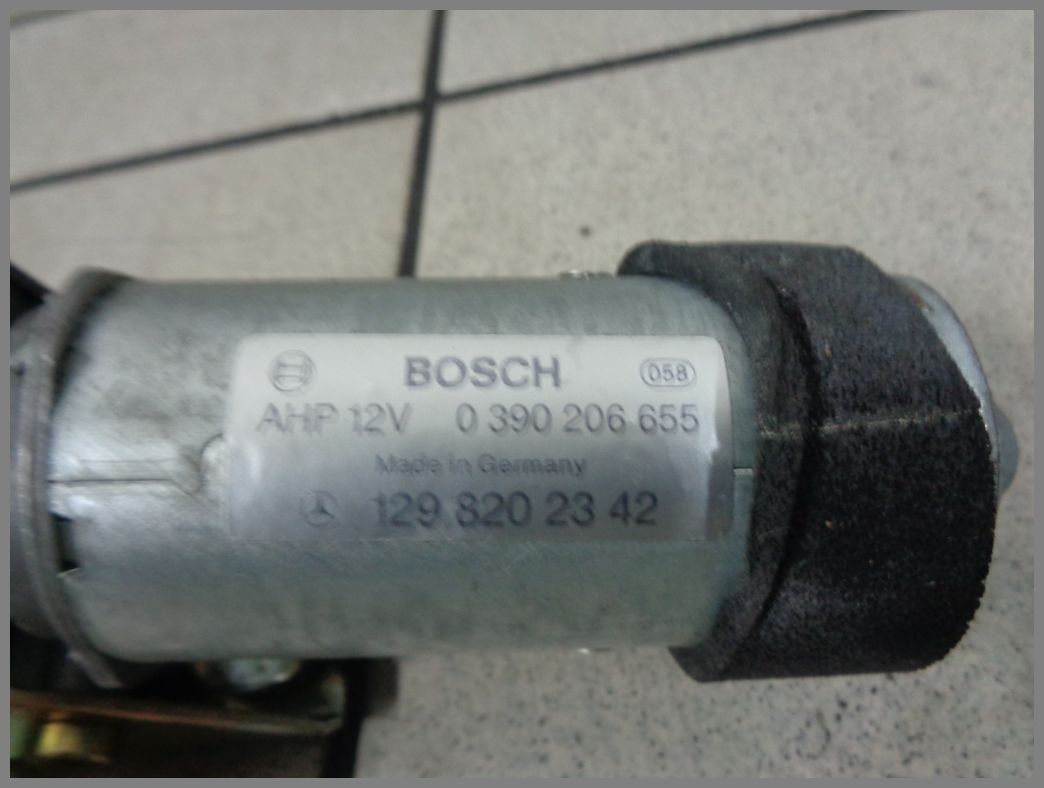 BOSCH 058
AHP 12V 0 390 206 655
Made in Germany
129 820 23 42